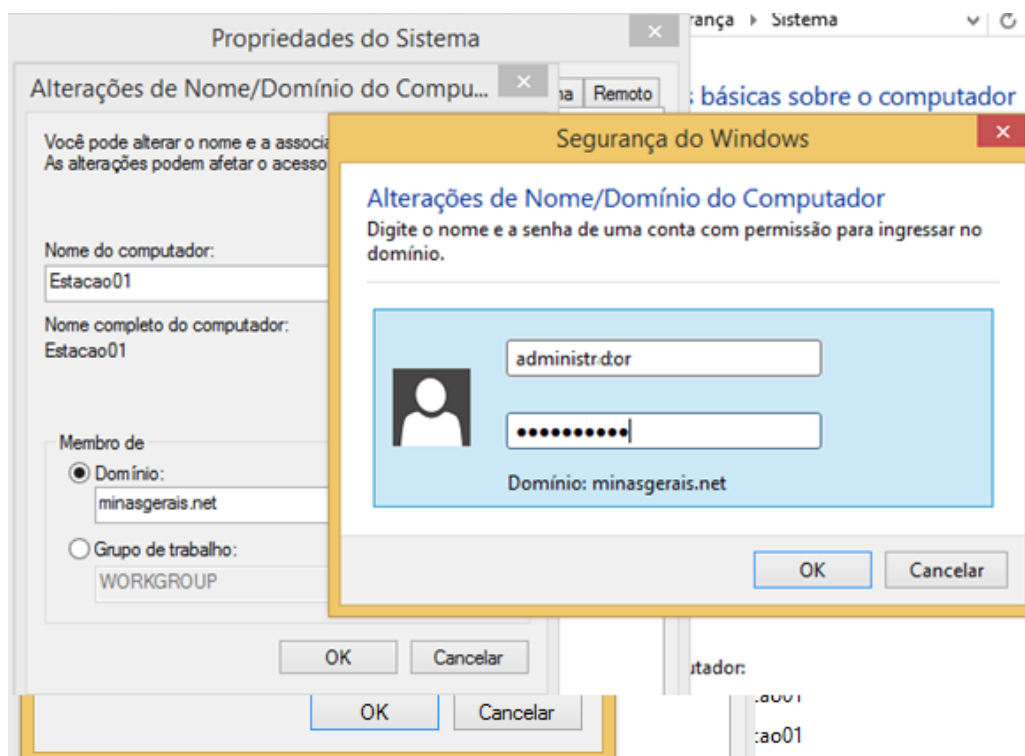 Propriedades do Sistema
rança ▸ Sistema
Alterações de Nome/Domínio do Compu...
Remoto
básicas sobre o computador
Você pode alterar o nome e a associa
As alterações podem afetar o acesso
Nome do computador:
Estacao01
Nome completo do computador:
Estacao01
Membro de
Domínio:
minasgerais.net
Grupo de trabalho:
WORKGROUP
OK Cancelar
Segurança do Windows
Alterações de Nome/Domínio do Computador
Digite o nome e a senha de uma conta com permissão para ingressar no
domínio.
administrador
●●●●●●●●●●
Domínio: minasgerais.net
OK Cancelar
OK Cancelar
utador:
cao01